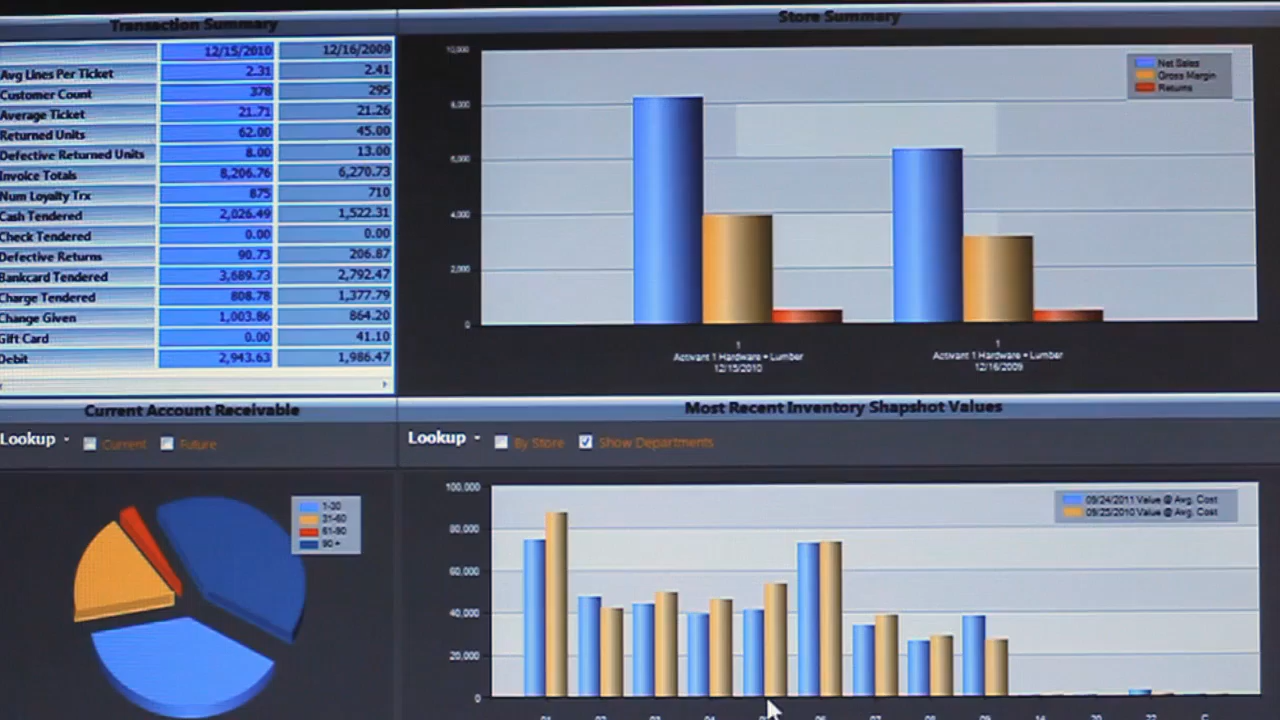 Transaction Summary
12/15/2010 12/16/2009
Avg Lines Per Ticket 2.31 2.41
Customer Count 378 295
Average Ticket 21.71 21.26
Returned Units 62.00 45.00
Defective Returned Units 8.00 13.00
Invoice Totals 8,206.76 6,270.73
Num Loyalty Trx 875 710
Cash Tendered 2,026.49 1,522.31
Check Tendered 0.00 0.00
Defective Returns 90.73 206.87
Bankcard Tendered 3,689.73 2,792.47
Charge Tendered 808.78 1,377.79
Change Given 1,003.86 864.20
Gift Card 0.00 41.10
Debit 2,943.63 1,986.47
Store Summary
10,000
8,000
6,000
4,000
2,000
0
Net Sales
Gross Margin
Returns
1 1
Activant 1 Hardware • Lumber Activant 1 Hardware • Lumber
12/15/2010 12/16/2009
Current Account Receivable
Lookup Current Future
1-30
31-60
61-90
90 +
Most Recent Inventory Shapshot Values
Lookup By Store Show Departments
100,000
80,000
60,000
40,000
20,000
0
09/24/2011 Value @ Avg. Cost
09/25/2010 Value @ Avg. Cost